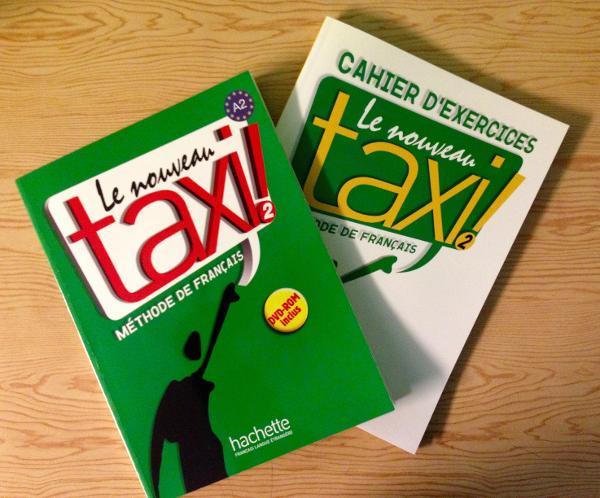 A2
Le nouveau
taxi!
2
MÉTHODE DE FRANÇAIS
DVD-ROM
inclus
hachette
FRANÇAIS LANGUE ÉTRANGÈRE
CAHIER D'EXERCICES
Le nouveau
taxi!
2
DE FRANÇAIS